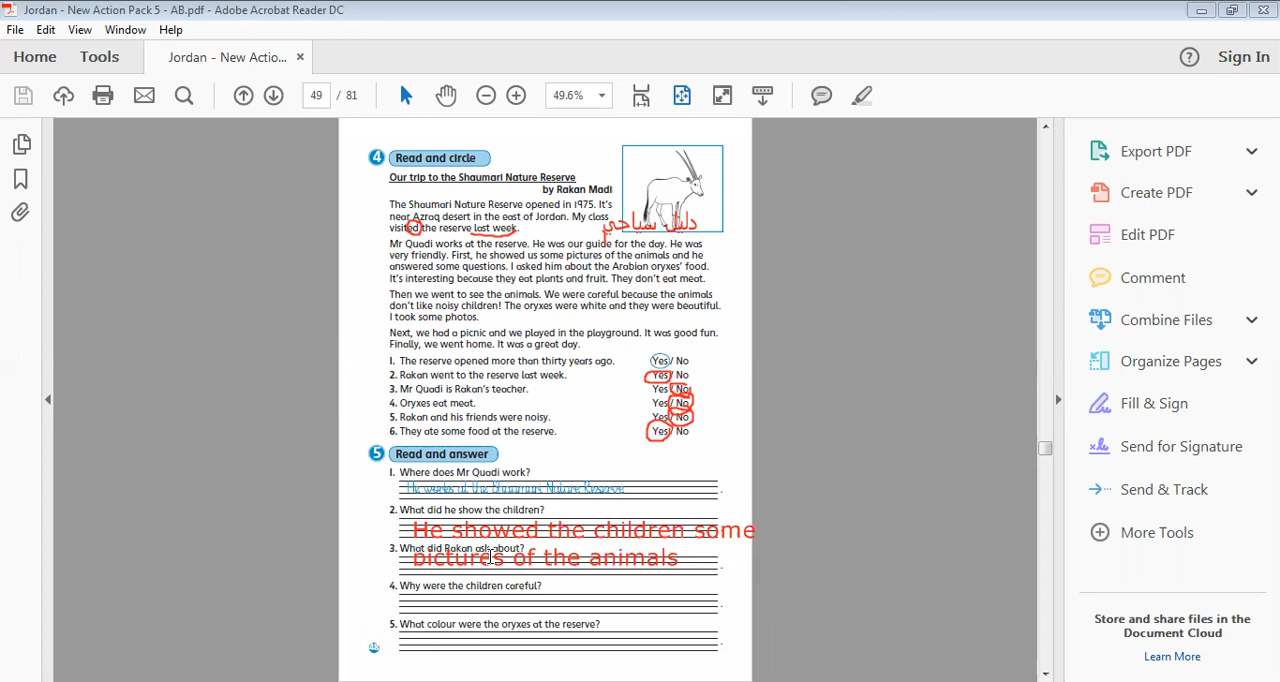 Jordan - New Action Pack 5 - AB.pdf - Adobe Acrobat Reader DC
File Edit View Window Help
Home Tools Jordan - New Actio... × Sign In
49 / 81 49.6%
4 Read and circle
Our trip to the Shaumari Nature Reserve
by Rakan Madi
The Shaumari Nature Reserve opened in 1975. It's
near Azraq desert in the east of Jordan. My class
visited the reserve last week.
دليل سياحي
Mr Quadi works at the reserve. He was our guide for the day. He was
very friendly. First, he showed us some pictures of the animals and he
answered some questions. I asked him about the Arabian oryxes' food.
It's interesting because they eat plants and fruit. They don't eat meat.
Then we went to see the animals. We were careful because the animals
don't like noisy children! The oryxes were white and they were beautiful.
I took some photos.
Next, we had a picnic and we played in the playground. It was good fun.
Finally, we went home. It was a great day.
1. The reserve opened more than thirty years ago. Yes / No
2. Rakan went to the reserve last week. Yes / No
3. Mr Quadi is Rakan's teacher. Yes / No
4. Oryxes eat meat. Yes / No
5. Rakan and his friends were noisy. Yes / No
6. They ate some food at the reserve. Yes / No
5 Read and answer
1. Where does Mr Quadi work?
He works at the Shaumari Nature Reserve .
2. What did he show the children?
He showed the children some
3. What did Rakan ask about?
pictures of the animals
4. Why were the children careful?
5. What colour were the oryxes at the reserve?
48
Export PDF
Create PDF
Edit PDF
Comment
Combine Files
Organize Pages
Fill & Sign
Send for Signature
Send & Track
More Tools
Store and share files in the
Document Cloud
Learn More